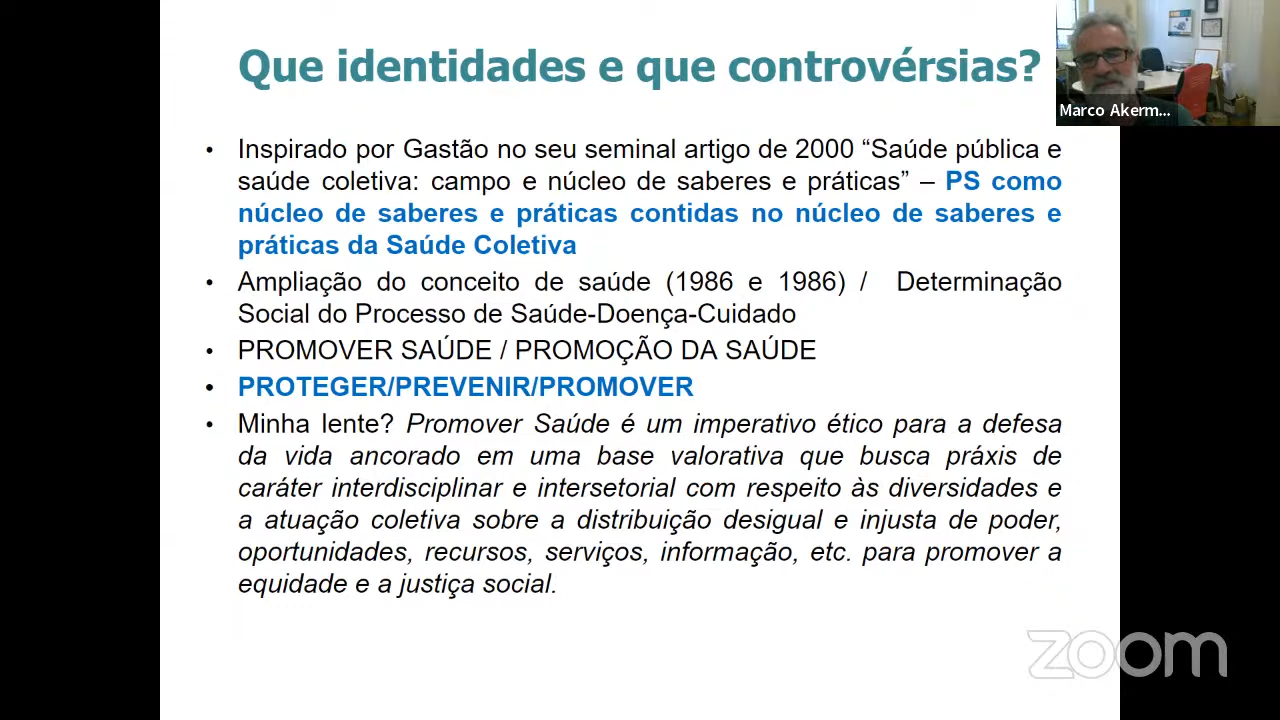 Que identidades e que controvérsias?
Marco Akerm...
• Inspirado por Gastão no seu seminal artigo de 2000 “Saúde pública e
saúde coletiva: campo e núcleo de saberes e práticas” – PS como
núcleo de saberes e práticas contidas no núcleo de saberes e
práticas da Saúde Coletiva
• Ampliação do conceito de saúde (1986 e 1986) / Determinação
Social do Processo de Saúde-Doença-Cuidado
• PROMOVER SAÚDE / PROMOÇÃO DA SAÚDE
• PROTEGER/PREVENIR/PROMOVER
• Minha lente? Promover Saúde é um imperativo ético para a defesa
da vida ancorado em uma base valorativa que busca práxis de
caráter interdisciplinar e intersetorial com respeito às diversidades e
a atuação coletiva sobre a distribuição desigual e injusta de poder,
oportunidades, recursos, serviços, informação, etc. para promover a
equidade e a justiça social.
zoom